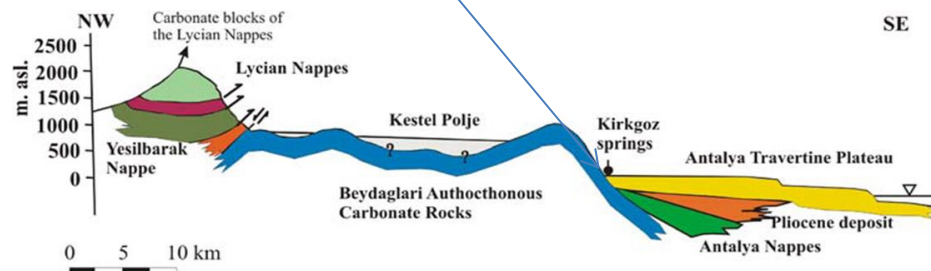 NW
Carbonate blocks of
the Lycian Nappes
SE
m. asl.
2500
2000
1500
1000
500
0
Lycian Nappes
Yesilbarak
Nappe
Kestel Polje
?
?
Kirkgoz
springs
Antalya Travertine Plateau
Beydaglari Authocthonous
Carbonate Rocks
Pliocene deposit
Antalya Nappes
0 5 10 km